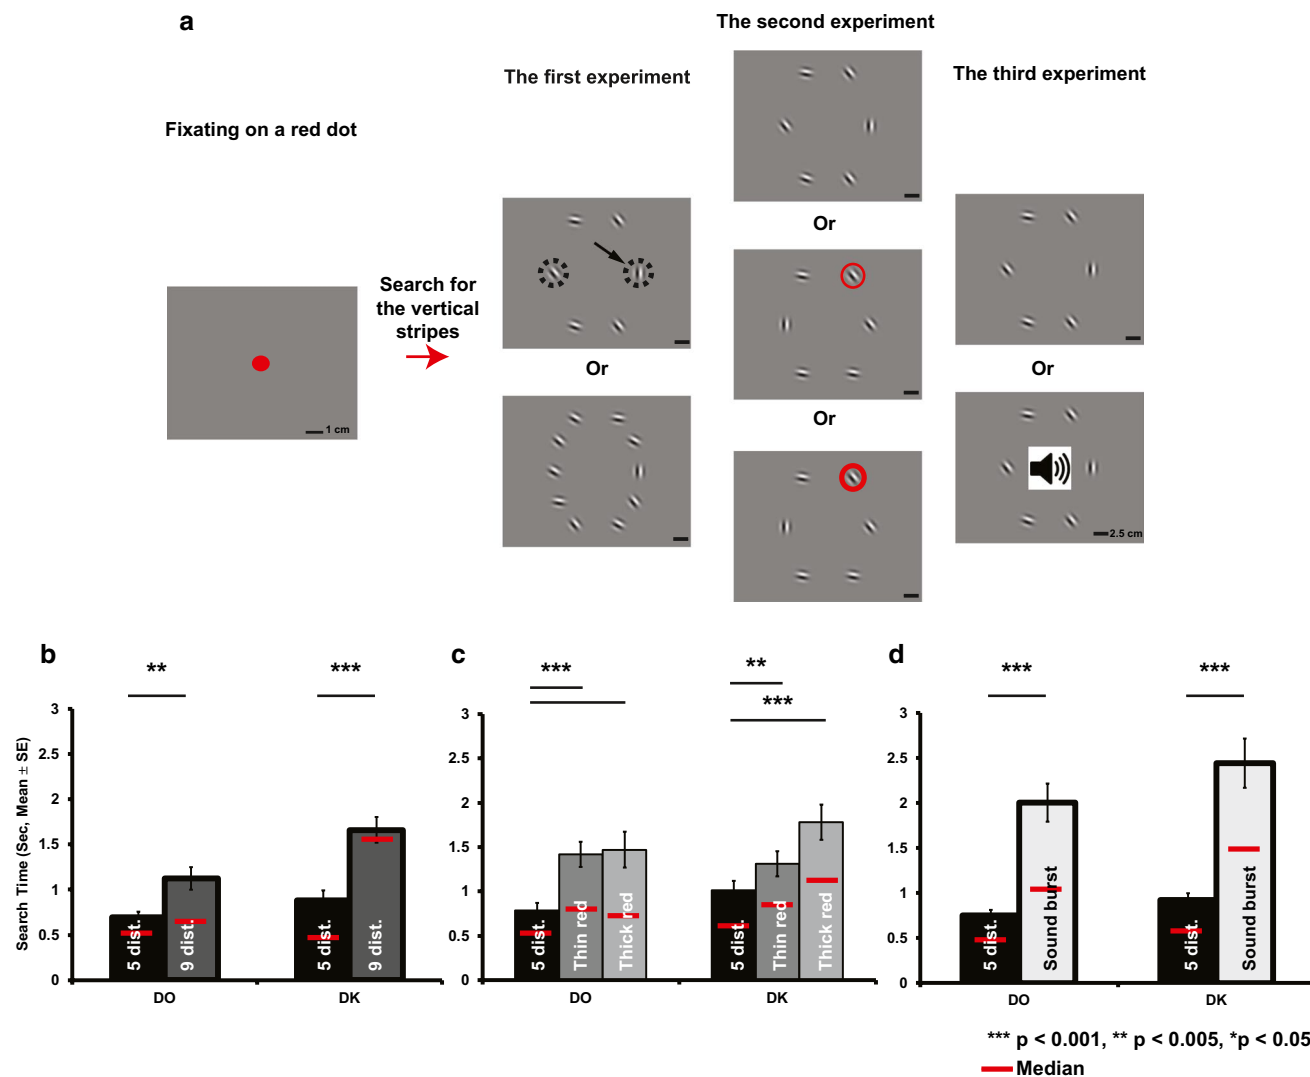 a
The second experiment
The first experiment
The third experiment
Fixating on a red dot
Or
Search for
the vertical
stripes
Or
Or
Or
1 cm
2.5 cm
b
**
***
Search Time (Sec, Mean ± SE)
3
2.5
2
1.5
1
0.5
0
5 dist.
9 dist.
5 dist.
9 dist.
DO
DK
c
***
**
***
3
2.5
2
1.5
1
0.5
0
5 dist.
Thin red
Thick red
5 dist.
Thin red
Thick red
DO
DK
d
***
***
3
2.5
2
1.5
1
0.5
0
5 dist.
Sound burst
5 dist.
Sound burst
DO
DK
*** p < 0.001, ** p < 0.005, *p < 0.05
Median